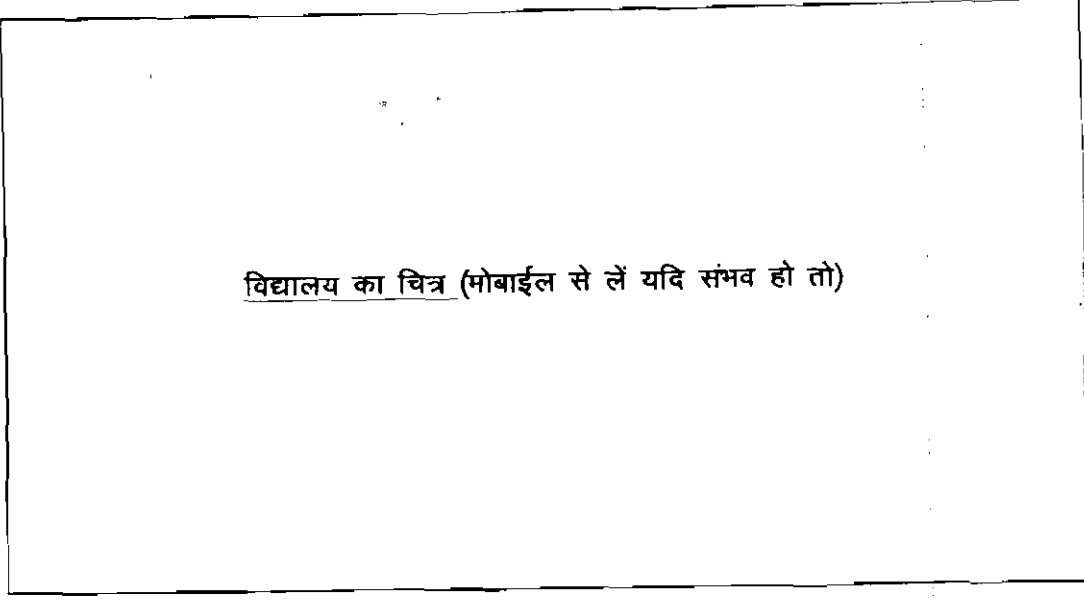 विद्यालय का चित्र (मोबाईल से लें यदि संभव हो तो)